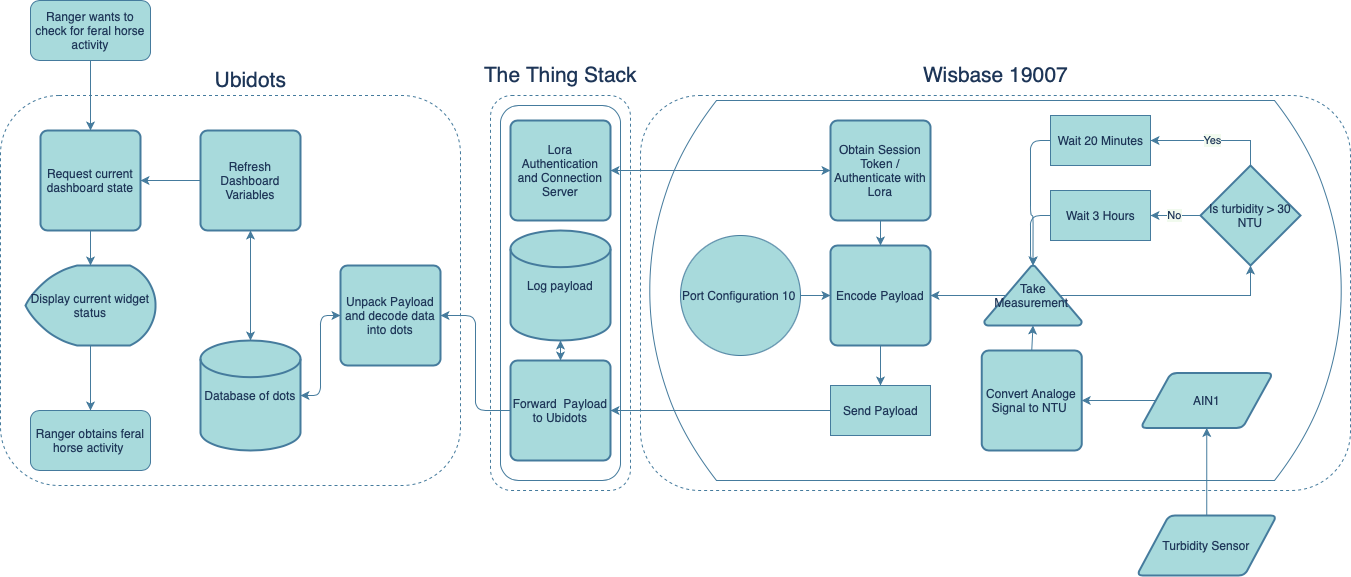 Ranger wants to
check for feral horse
activity
Ubidots
Request current
dashboard state
Refresh
Dashboard
Variables
Display current widget
status
Unpack Payload
and decode data
into dots
Database of dots
Ranger obtains feral
horse activity
The Thing Stack
Lora
Authentication
and Connection
Server
Log payload
Forward Payload
to Ubidots
Wisbase 19007
Obtain Session
Token /
Authenticate with
Lora
Wait 20 Minutes
Yes
Wait 3 Hours
No
Is turbidity > 30
NTU
Port Configuration 10
Encode Payload
Take
Measurement
Send Payload
Convert Analoge
Signal to NTU
AIN1
Turbidity Sensor